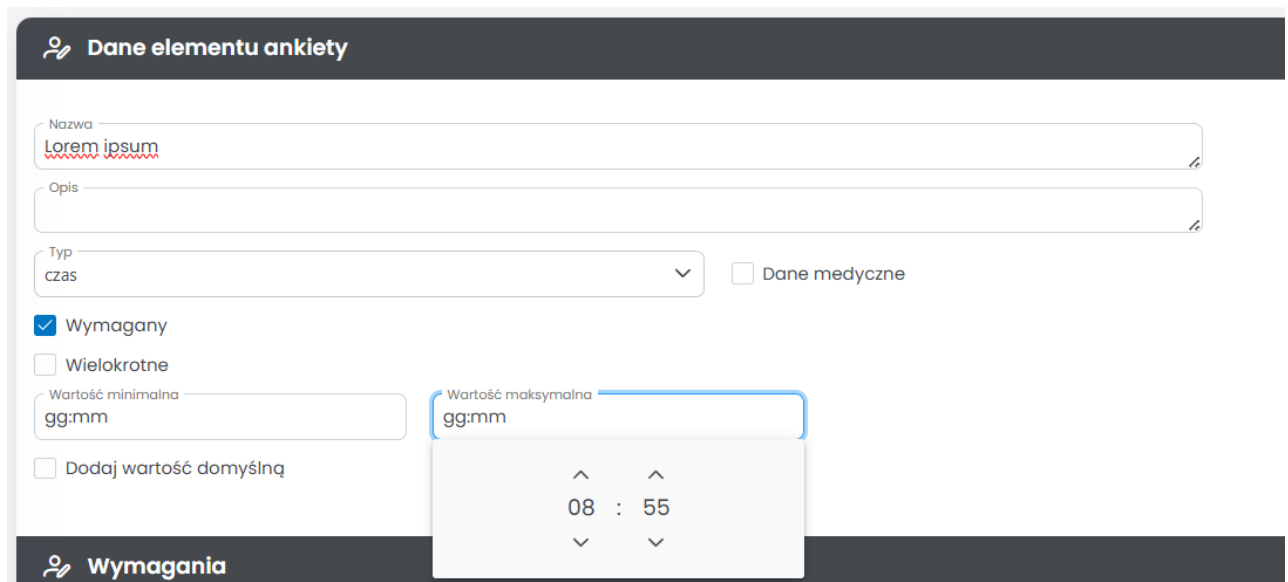 Dane elementu ankiety
Nazwa
Lorem ipsum
Opis
Typ
czas
Dane medyczne
Wymagany
Wielokrotne
Wartość minimalna
gg:mm
Wartość maksymalna
gg:mm
Dodaj wartość domyślną
08 : 55
Wymagania